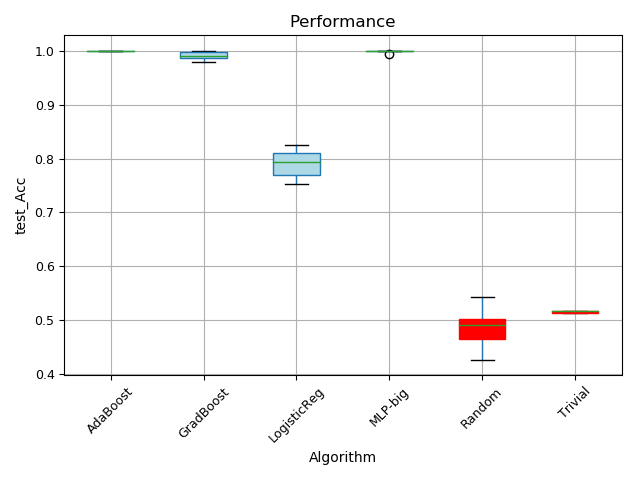 Performance
test_Acc
1.0
0.9
0.8
0.7
0.6
0.5
0.4
AdaBoost
GradBoost
LogisticReg
MLP-big
Random
Trivial
Algorithm